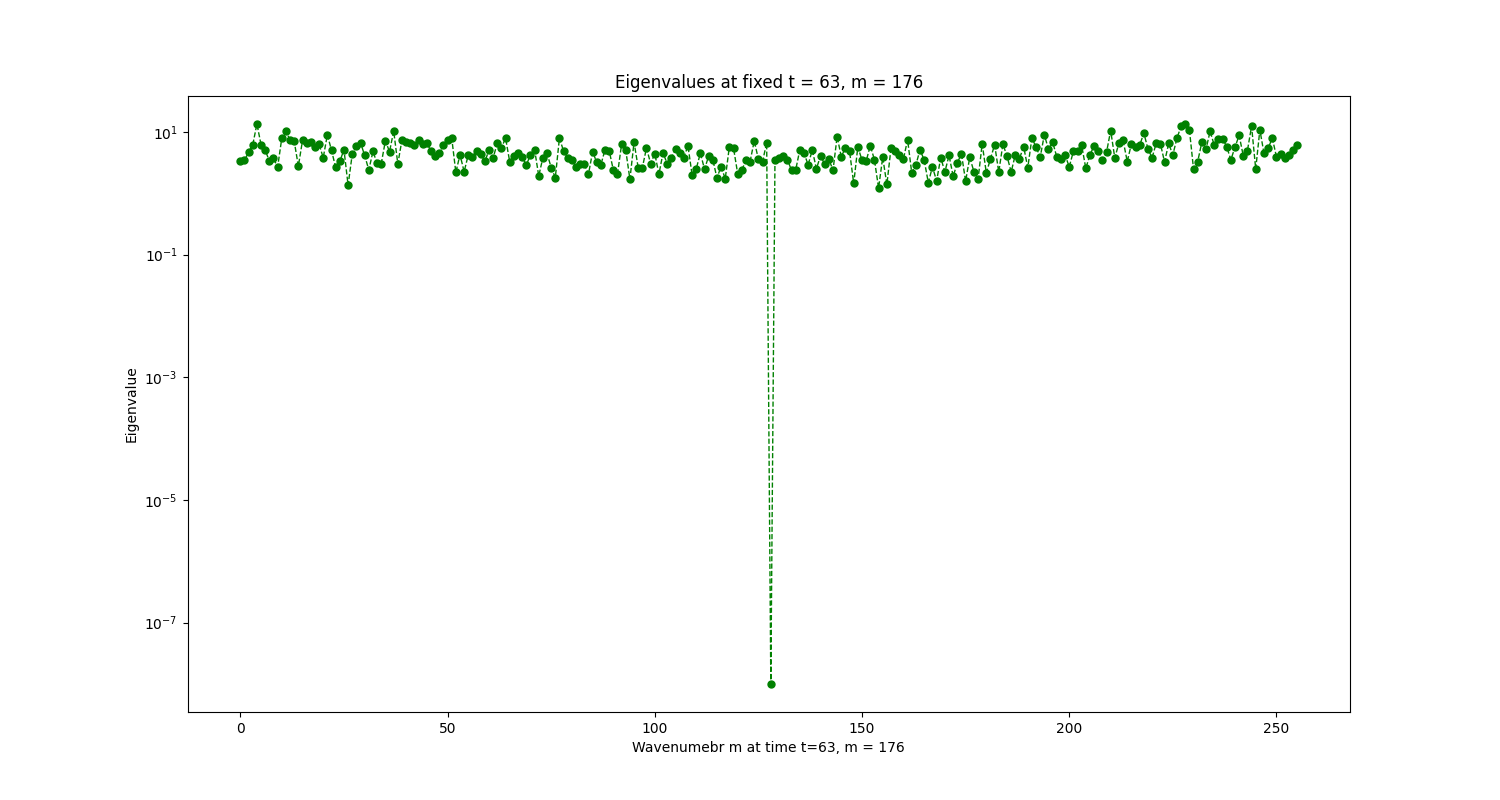 Eigenvalues at fixed t = 63, m = 176
10^1
10^-1
10^-3
10^-5
10^-7
Eigenvalue
0 50 100 150 200 250
Wavenumebr m at time t=63, m = 176